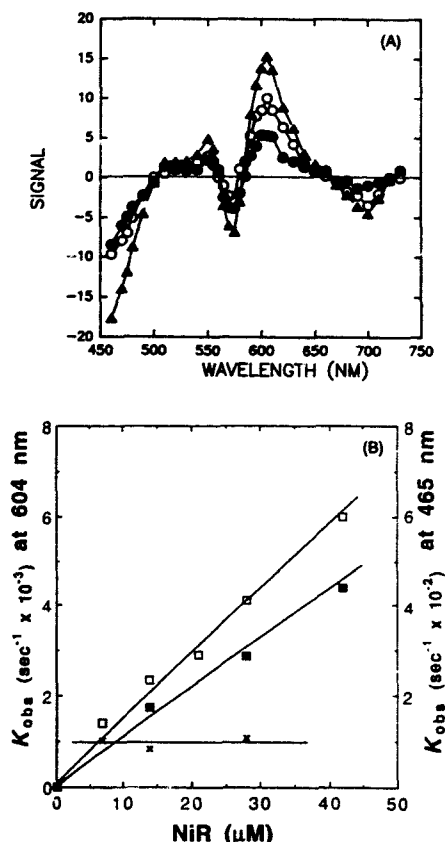 (A)
20
15
10
5
0
-5
-10
-15
-20
SIGNAL
450 500 550 600 650 700 750
WAVELENGTH (NM)
(B)
8
6
4
2
0
K obs (sec⁻¹ x 10⁻³) at 604 nm
8
6
4
2
0
K obs (sec⁻¹ x 10⁻²) at 465 nm
0 10 20 30 40 50
NiR (µM)